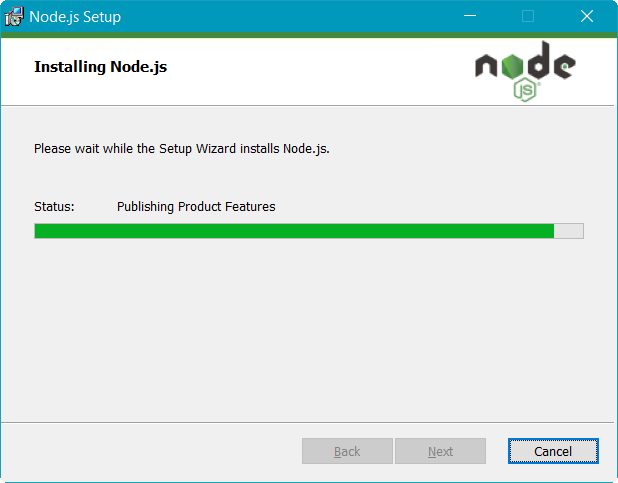 Node.js Setup
Installing Node.js
node
JS
Please wait while the Setup Wizard installs Node.js.
Status: Publishing Product Features
Back Next Cancel